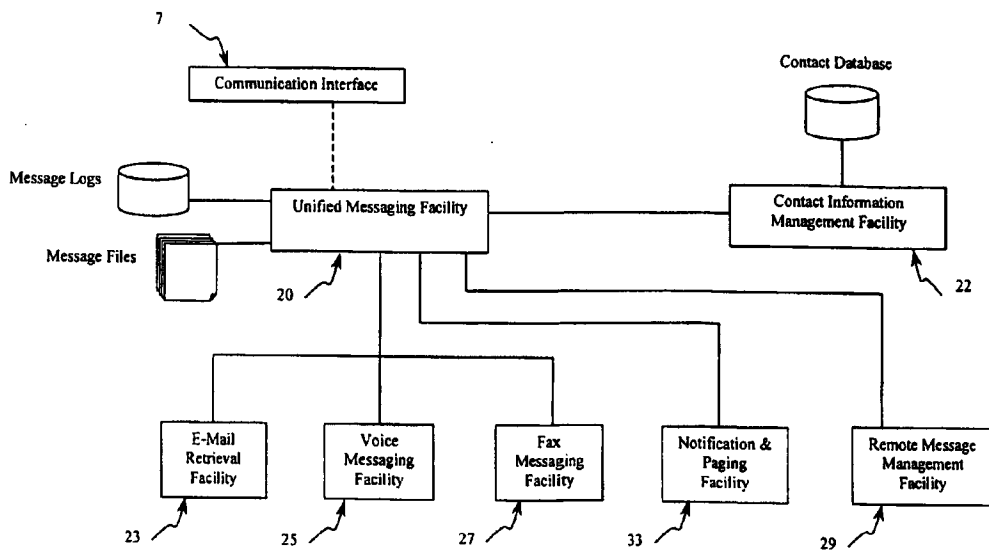 7
Communication Interface
Contact Database
Message Logs
Unified Messaging Facility
Contact Information
Management Facility
Message Files
20
22
E-Mail
Retrieval
Facility
Voice
Messaging
Facility
Fax
Messaging
Facility
Notification &
Paging
Facility
Remote Message
Management
Facility
23
25
27
33
29